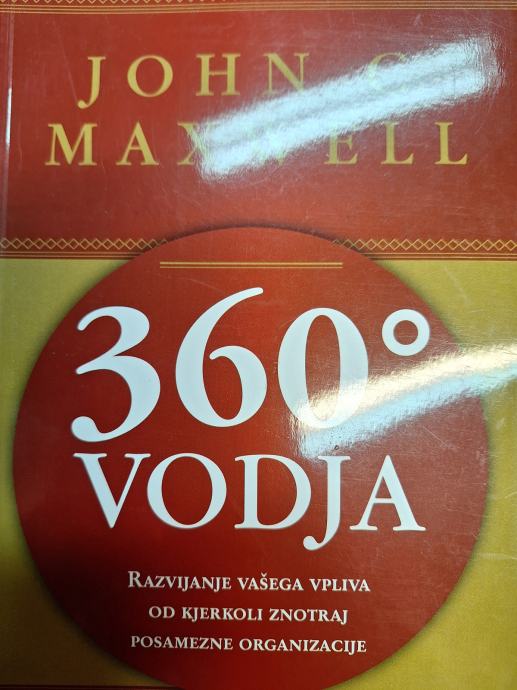 JOHN C.
MAXWELL
360°
VODJA
RAZVIJANJE VAŠEGA VPLIVA
OD KJERKOLI ZNOTRAJ
POSAMEZNE ORGANIZACIJE